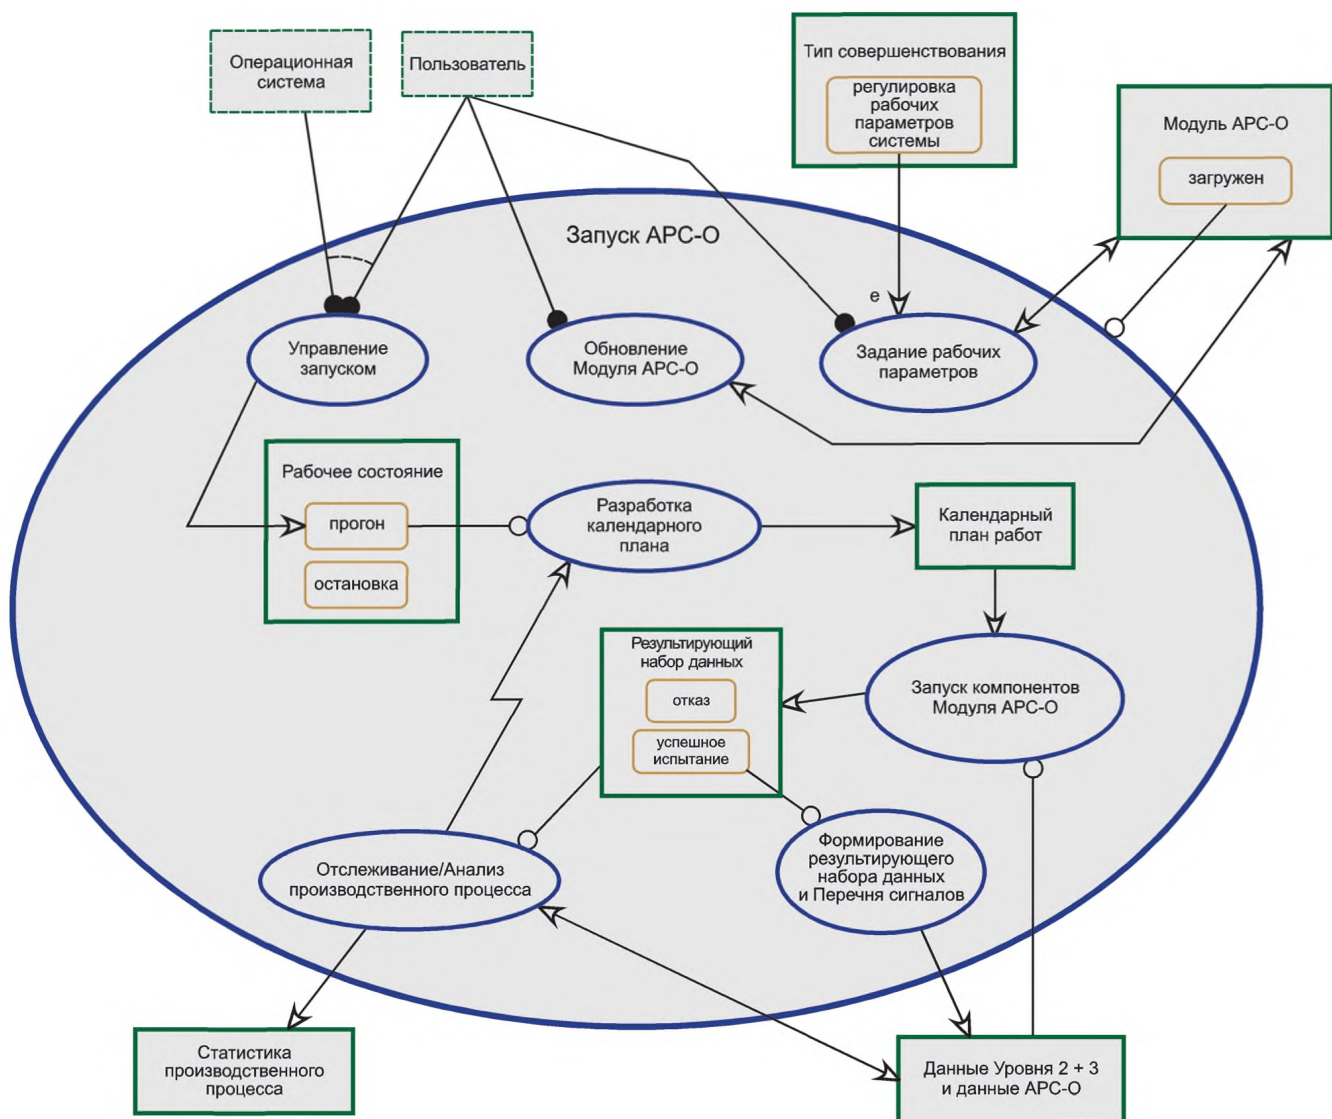 Операционная
система
Пользователь
Тип совершенствования
регулировка
рабочих
параметров
системы
Модуль АРС-О
загружен
Запуск АРС-О
е
Управление
запуском
Обновление
Модуля АРС-О
Задание рабочих
параметров
Рабочее состояние
прогон
остановка
Разработка
календарного
плана
Календарный
план работ
Результирующий
набор данных
отказ
успешное
испытание
Запуск компонентов
Модуля АРС-О
Отслеживание/Анализ
производственного процесса
Формирование
результирующего
набора данных
и Перечня сигналов
Статистика
производственного
процесса
Данные Уровня 2 + 3
и данные АРС-О